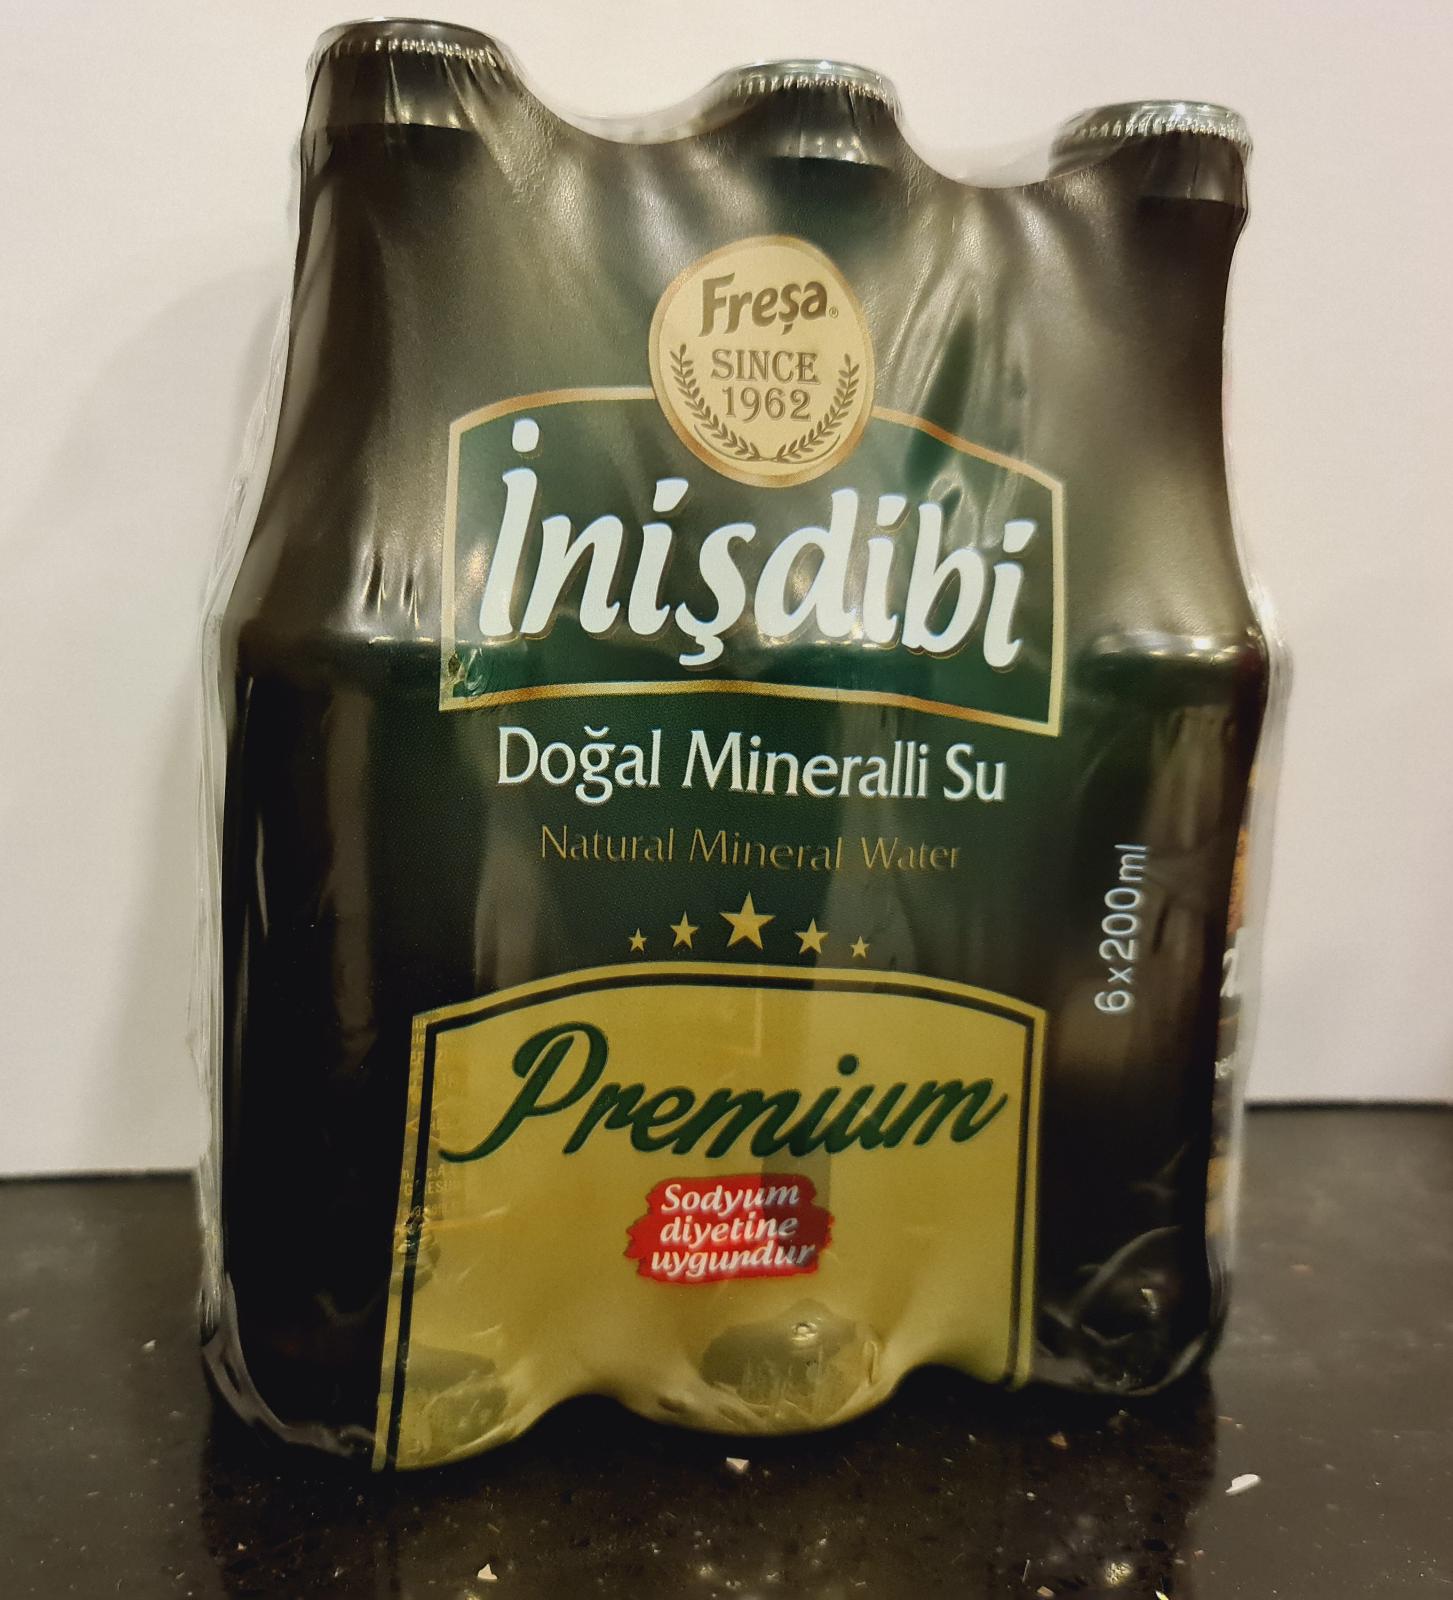 Freşa®
SINCE
1962
İnişdibi
Doğal Mineralli Su
Natural Mineral Water
6x200ml
Premium
Sodyum
diyetine
uygundur